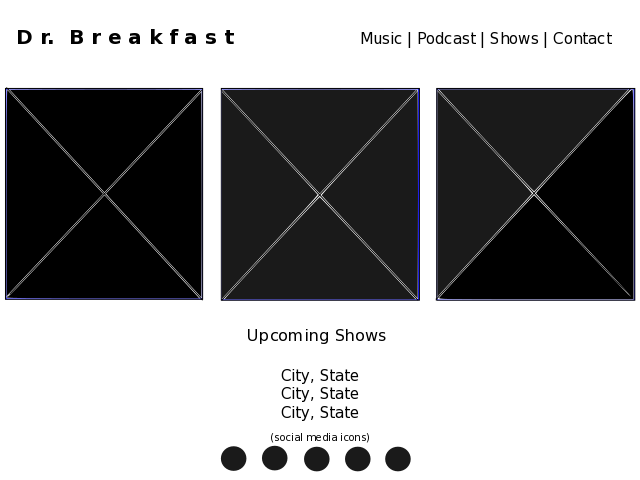 Dr. Breakfast
Music | Podcast | Shows | Contact
Upcoming Shows
City, State
City, State
City, State
(social media icons)